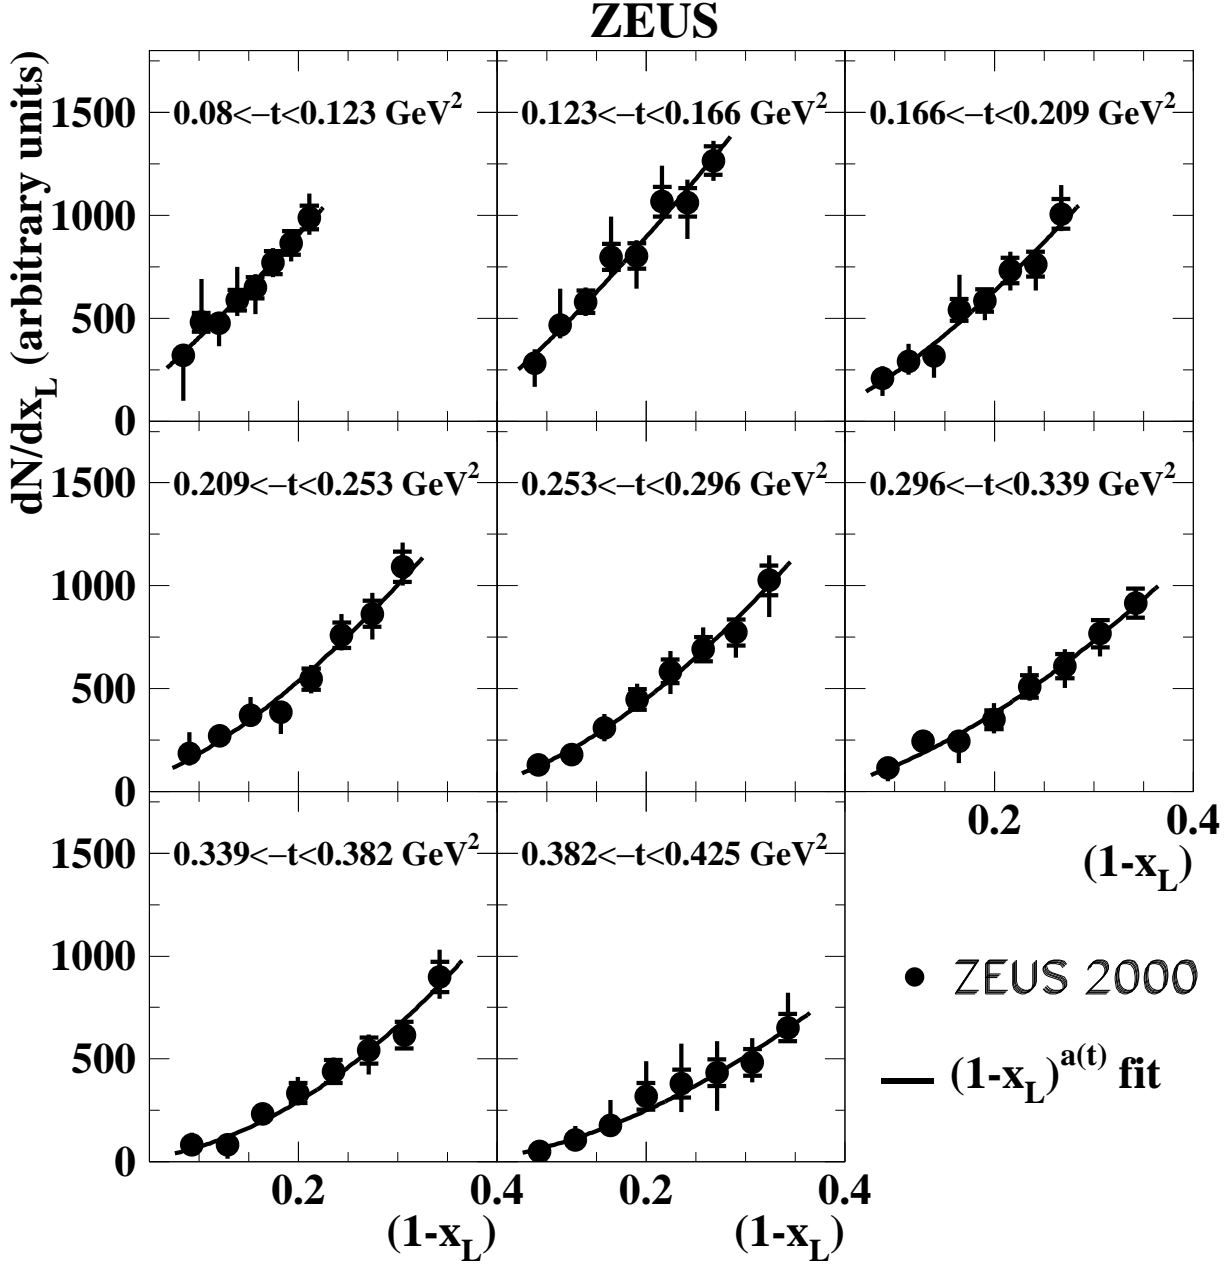 ZEUS
dN/dx_L (arbitrary units)
0.08<−t<0.123 GeV²
0.123<−t<0.166 GeV²
0.166<−t<0.209 GeV²
1500
1000
500
0
0.209<−t<0.253 GeV²
0.253<−t<0.296 GeV²
0.296<−t<0.339 GeV²
1500
1000
500
0
0.2
0.4
(1-x_L)
0.339<−t<0.382 GeV²
0.382<−t<0.425 GeV²
1500
1000
500
0
0.2
0.4
0.2
0.4
(1-x_L)
(1-x_L)
ZEUS 2000
(1-x_L)^a(t) fit